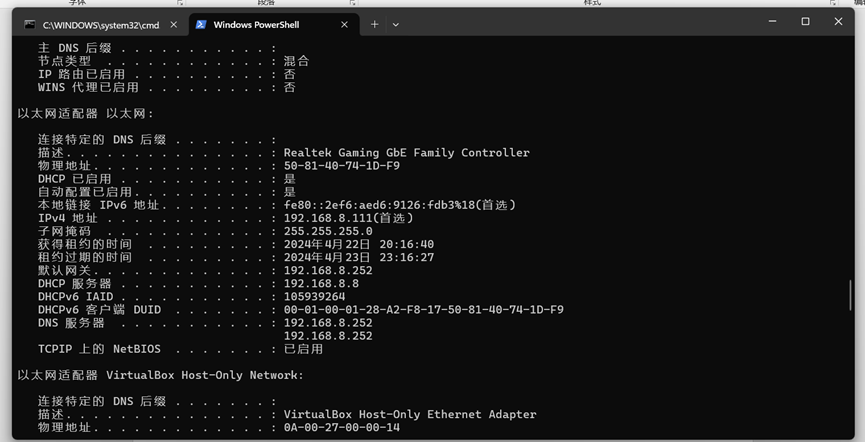 字体 段落 样式
C:\WINDOWS\system32\cmd Windows PowerShell
主 DNS 后缀 . . . . . . . . . . . :
节点类型 . . . . . . . . . . . . : 混合
IP 路由已启用 . . . . . . . . . . : 否
WINS 代理已启用 . . . . . . . . . : 否
以太网适配器 以太网:
连接特定的 DNS 后缀 . . . . . . . :
描述. . . . . . . . . . . . . . . : Realtek Gaming GbE Family Controller
物理地址. . . . . . . . . . . . . : 50-81-40-74-1D-F9
DHCP 已启用 . . . . . . . . . . . : 是
自动配置已启用. . . . . . . . . . : 是
本地链接 IPv6 地址. . . . . . . . : fe80::2ef6:aed6:9126:fdb3%18(首选)
IPv4 地址 . . . . . . . . . . . . : 192.168.8.111(首选)
子网掩码 . . . . . . . . . . . . : 255.255.255.0
获得租约的时间 . . . . . . . . . : 2024年4月22日 20:16:40
租约过期的时间 . . . . . . . . . : 2024年4月23日 23:16:27
默认网关. . . . . . . . . . . . . : 192.168.8.252
DHCP 服务器 . . . . . . . . . . . : 192.168.8.8
DHCPv6 IAID . . . . . . . . . . . : 105939264
DHCPv6 客户端 DUID . . . . . . . : 00-01-00-01-28-A2-F8-17-50-81-40-74-1D-F9
DNS 服务器 . . . . . . . . . . . : 192.168.8.252
192.168.8.252
TCPIP 上的 NetBIOS . . . . . . . : 已启用
以太网适配器 VirtualBox Host-Only Network:
连接特定的 DNS 后缀 . . . . . . . :
描述. . . . . . . . . . . . . . . : VirtualBox Host-Only Ethernet Adapter
物理地址. . . . . . . . . . . . . : 0A-00-27-00-00-14